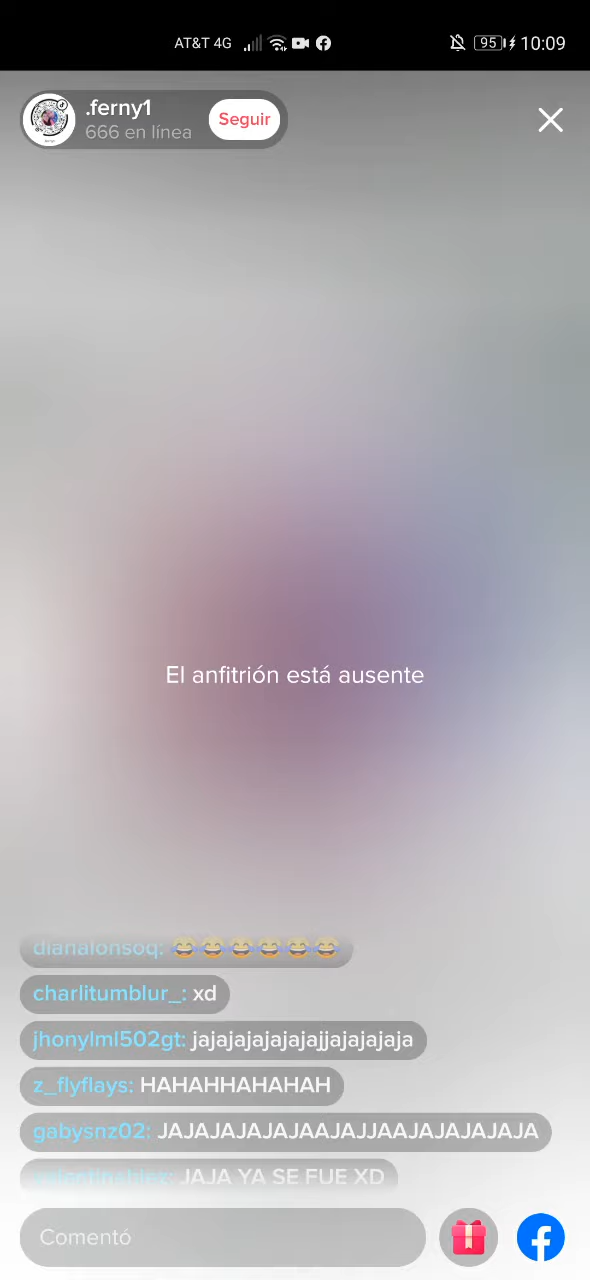 AT&T 4G 95 10:09
.ferny1
666 en línea
Seguir
El anfitrión está ausente
dianalonsoq: 😂😂😂😂😂😂
charlitumblur_: xd
jhonylml502gt: jajajajajajajajjajajajaja
z_flyflays: HAHAHHAHAHAH
gabysnz02: JAJAJAJAJAJAAJAJJAAJAJAJAJAJA
JAJA YA SE FUE XD
Comentó